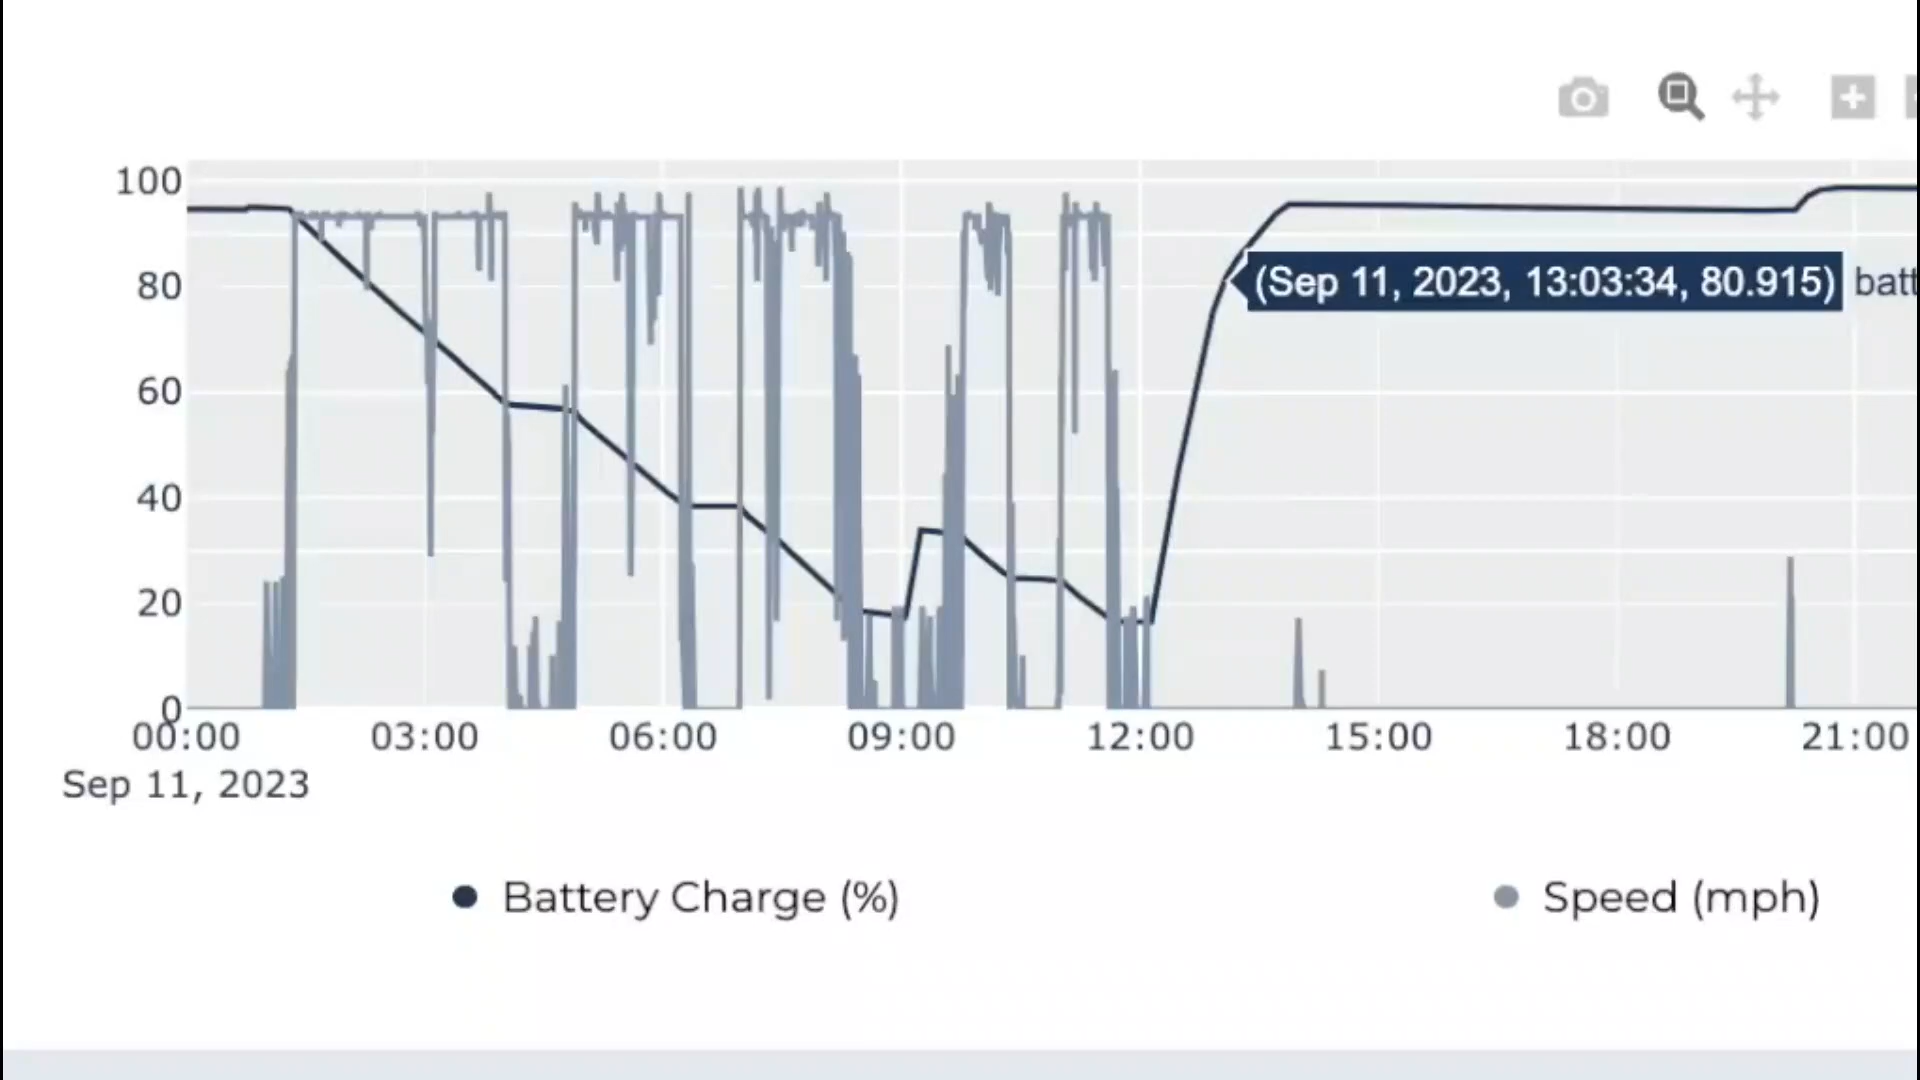 100
80
60
40
20
0
(Sep 11, 2023, 13:03:34, 80.915) batt
00:00 03:00 06:00 09:00 12:00 15:00 18:00 21:00
Sep 11, 2023
Battery Charge (%) Speed (mph)